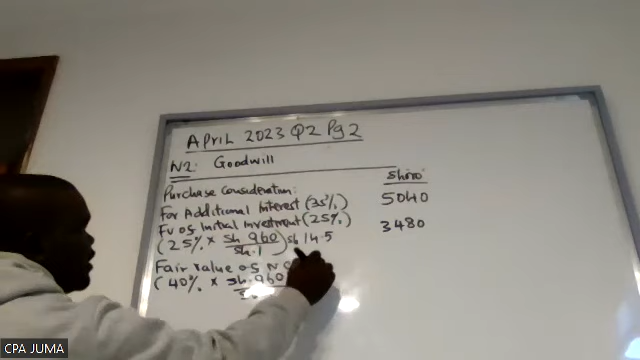 APRIL 2023 Q2 Pg 2
N2: Goodwill
Purchase Consideration: Sh'000'
For Additional Interest (35%) 5040
FV of Initial Investment (25%)
(25% x Sh 960 / Sh.1) Sh 14.5 3480
Fair value of N
(40% x Sh.960
CPA JUMA